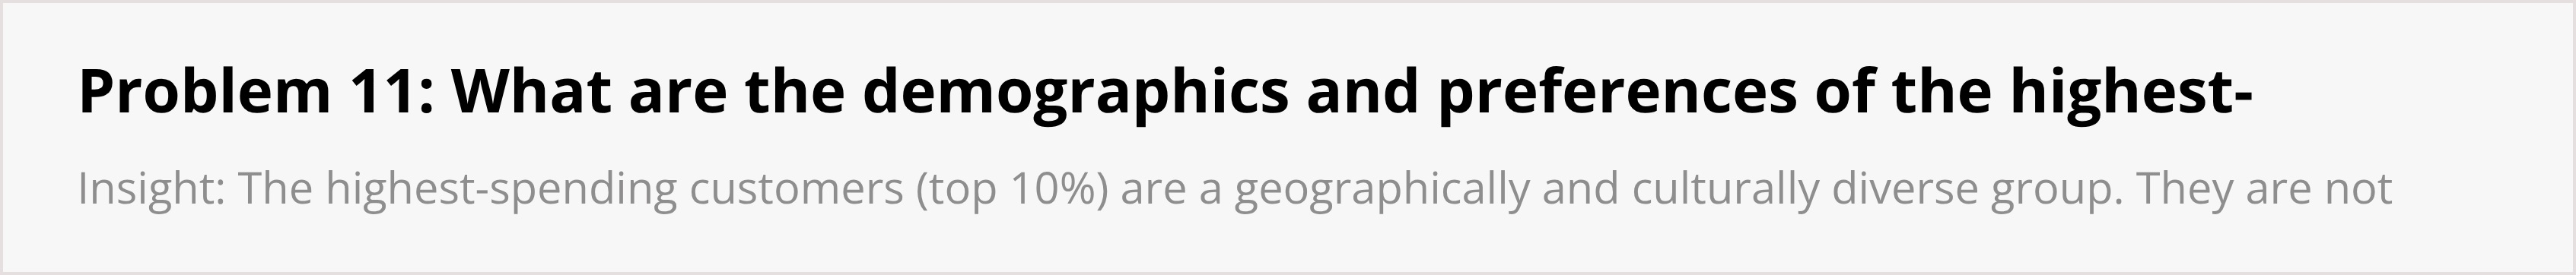 Problem 11: What are the demographics and preferences of the highest-
Insight: The highest-spending customers (top 10%) are a geographically and culturally diverse group. They are not